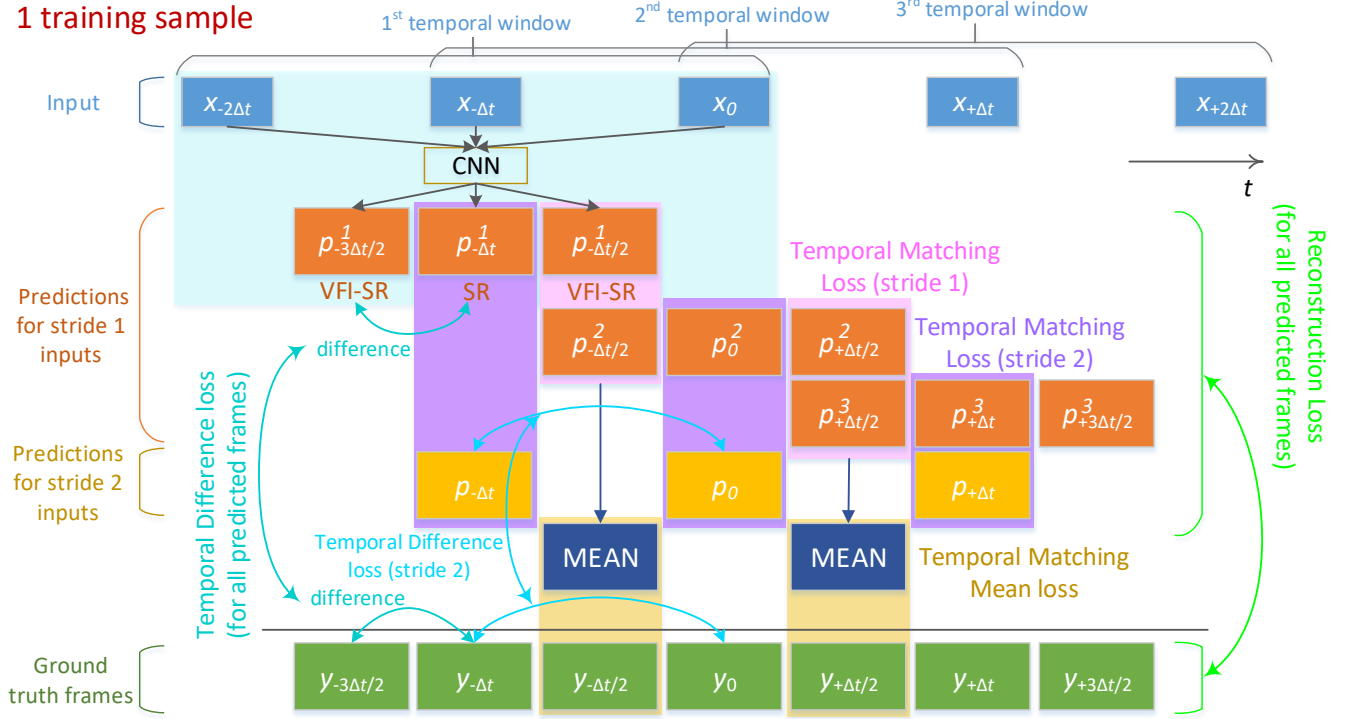 1 training sample
1st temporal window
2nd temporal window
3rd temporal window
Input
x-2Δt
x-Δt
x0
x+Δt
x+2Δt
CNN
t
p1-3Δt/2
p1-Δt
p1-Δt/2
VFI-SR
SR
VFI-SR
Predictions
for stride 1
inputs
Temporal Matching
Loss (stride 1)
difference
p2-Δt/2
p20
p2+Δt/2
Temporal Matching
Loss (stride 2)
p3+Δt/2
p3+Δt
p3+3Δt/2
Reconstruction Loss
(for all predicted frames)
Temporal Difference loss
(for all predicted frames)
Predictions
for stride 2
inputs
p-Δt
p0
p+Δt
Temporal Difference
loss (stride 2)
MEAN
MEAN
Temporal Matching
Mean loss
difference
Ground
truth frames
y-3Δt/2
y-Δt
y-Δt/2
y0
y+Δt/2
y+Δt
y+3Δt/2